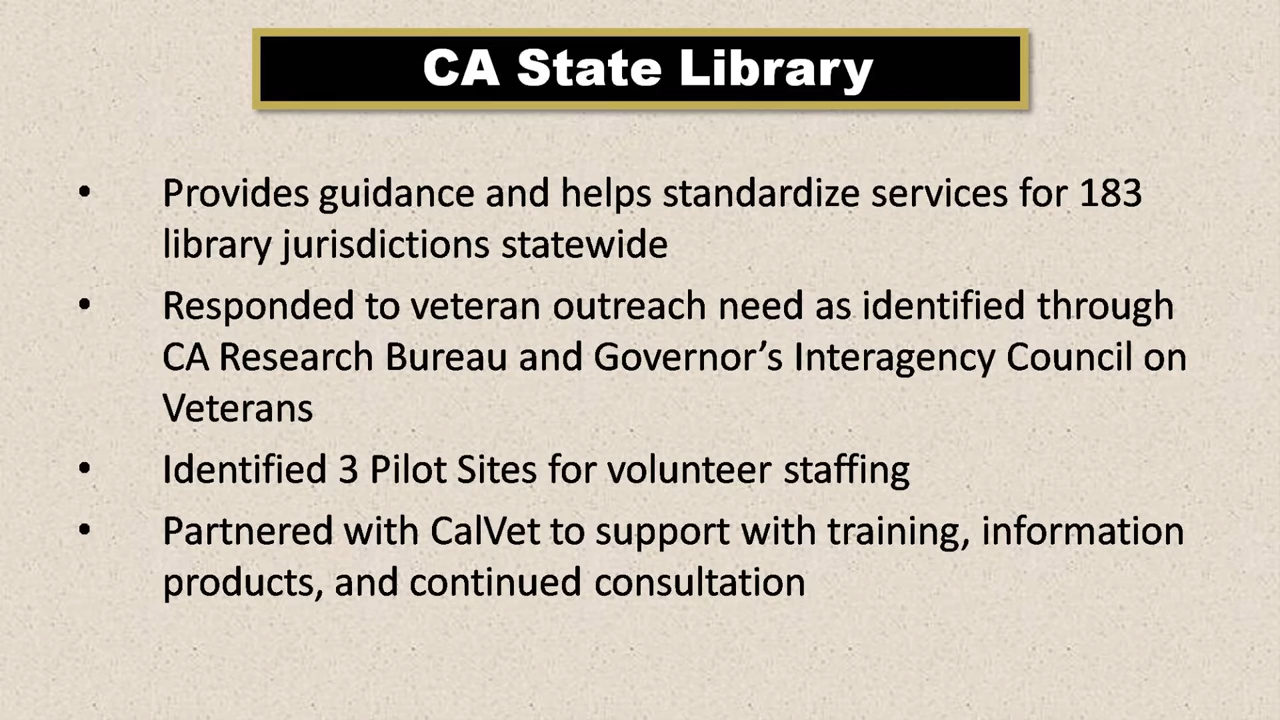 CA State Library
• Provides guidance and helps standardize services for 183
library jurisdictions statewide
• Responded to veteran outreach need as identified through
CA Research Bureau and Governor’s Interagency Council on
Veterans
• Identified 3 Pilot Sites for volunteer staffing
• Partnered with CalVet to support with training, information
products, and continued consultation